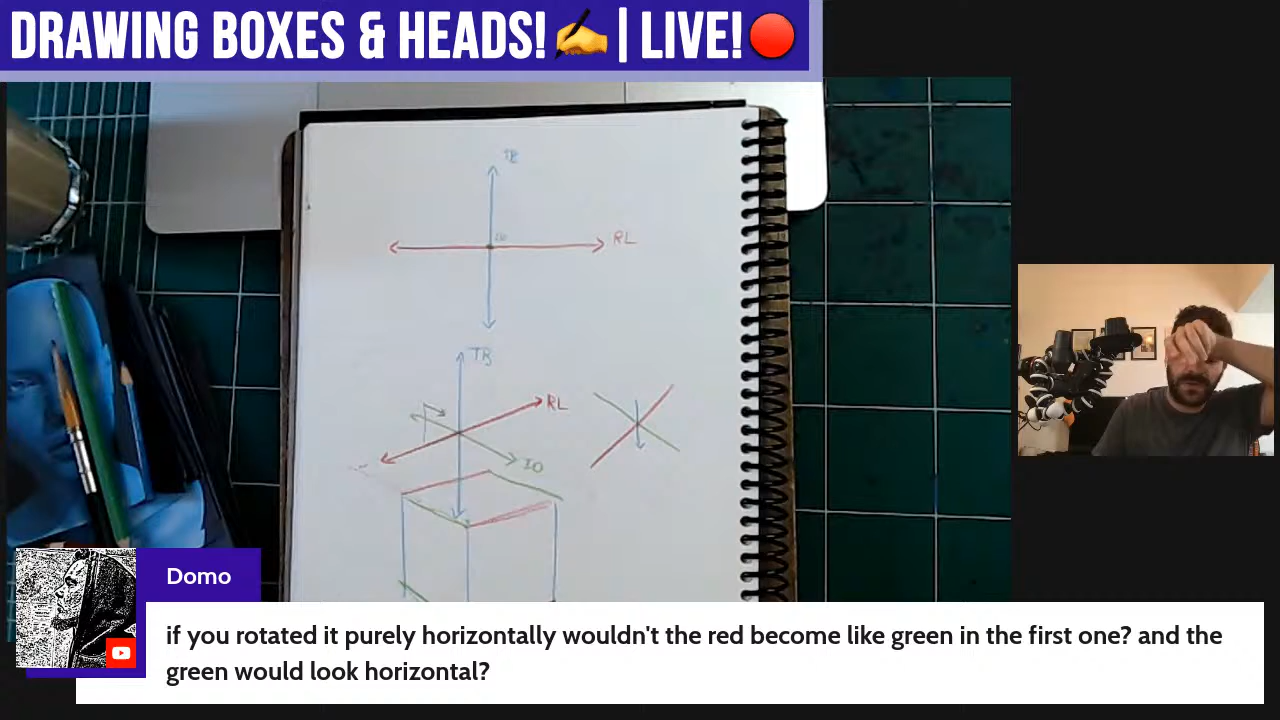 DRAWING BOXES & HEADS!✍️ | LIVE!🔴
RL
TB
RL
IO
Domo
if you rotated it purely horizontally wouldn't the red become like green in the first one? and the
green would look horizontal?